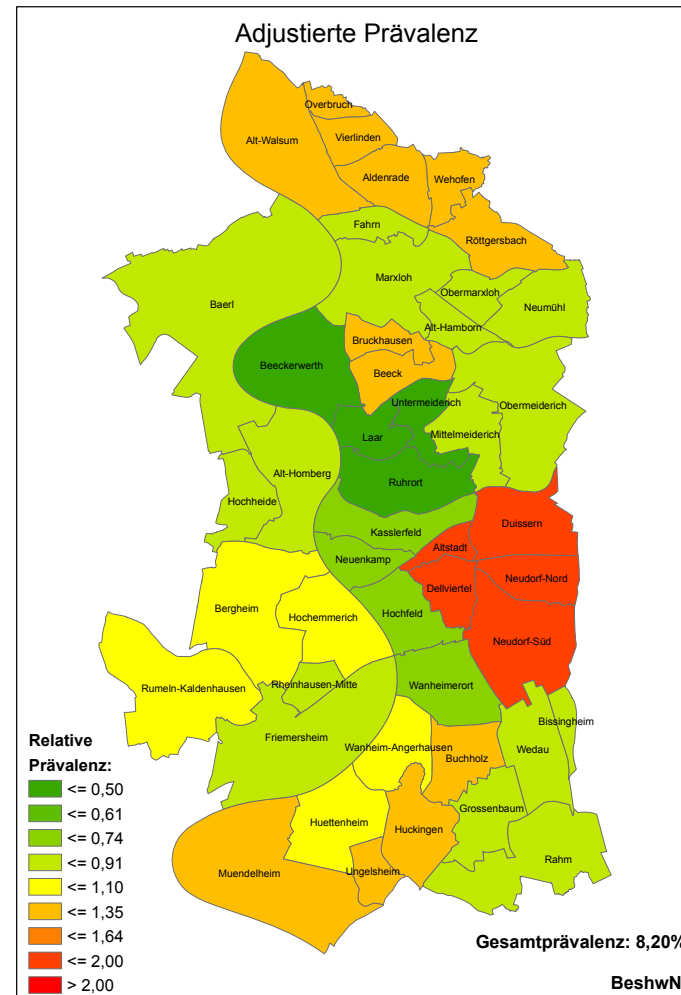 Adjustierte Prävalenz
Overbruch
Alt-Walsum
Vierlinden
Aldenrade
Wehofen
Fahrn
Röttgersbach
Marxloh
Baerl
Obermarxloh
Neumühl
Alt-Hamborn
Bruckhausen
Beeckerwerth
Beeck
Untermeiderich
Obermeiderich
Laar
Mittelmeiderich
Alt-Homberg
Ruhrort
Hochheide
Kasslerfeld
Duissern
Altstadt
Neuenkamp
Neudorf-Nord
Dellviertel
Bergheim
Hochemmerich
Hochfeld
Neudorf-Süd
Rumeln-Kaldenhausen
Rheinhausen-Mitte
Wanheimerort
Bissingheim
Friemersheim
Wanheim-Angerhausen
Wedau
Buchholz
Grossenbaum
Huettenheim
Huckingen
Rahm
Muendelheim
Ungelsheim
Relative
Prävalenz:
<= 0,50
<= 0,61
<= 0,74
<= 0,91
<= 1,10
<= 1,35
<= 1,64
<= 2,00
> 2,00
Gesamtprävalenz: 8,20%
BeshwN